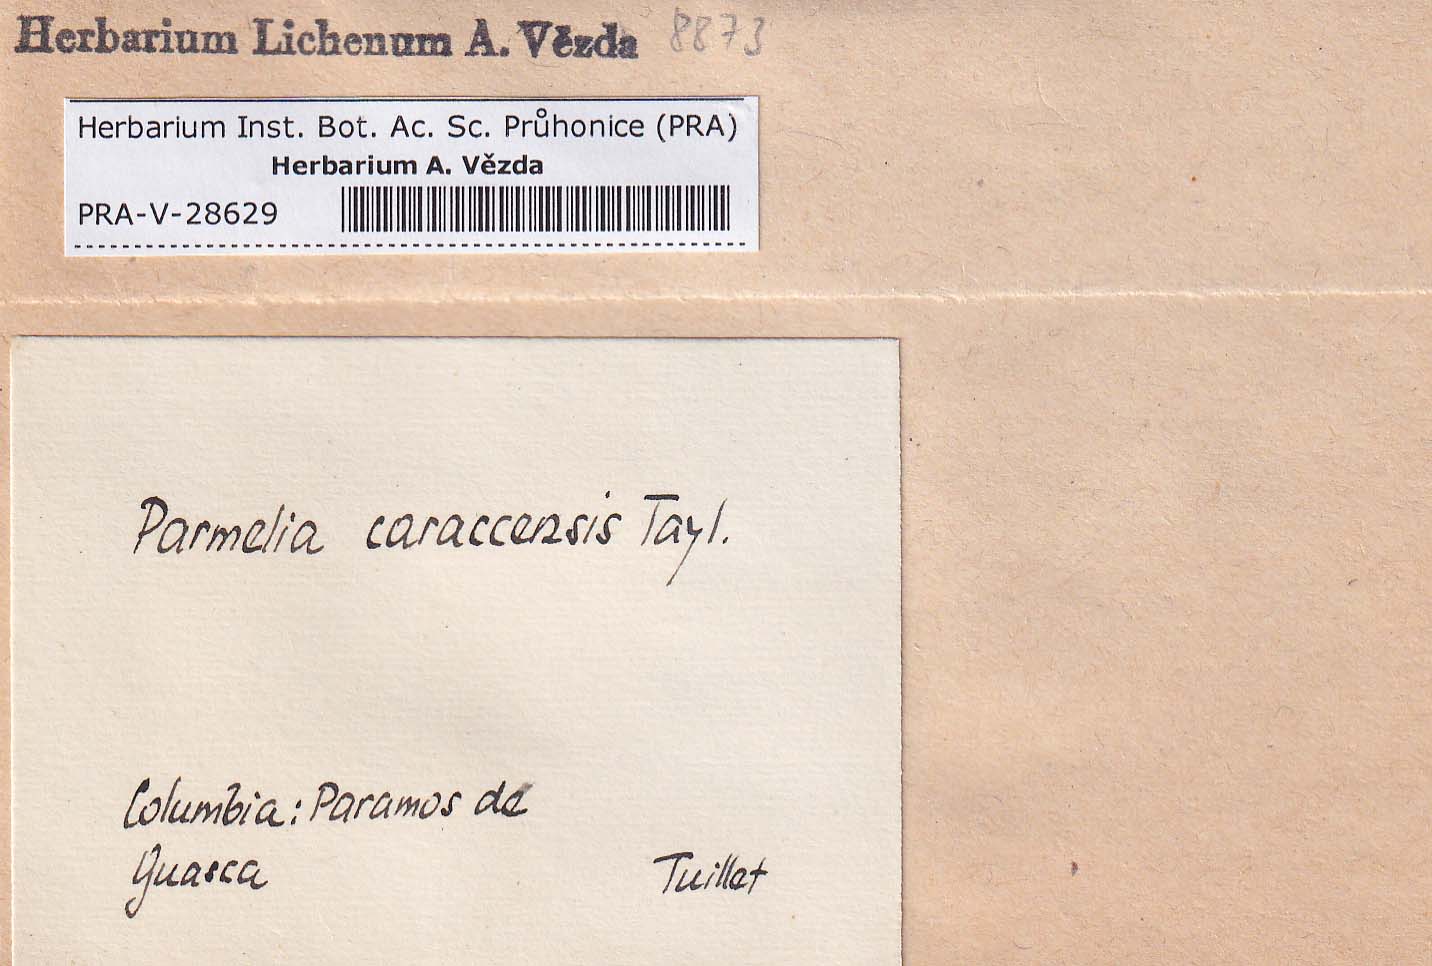 Herbarium Lichenum A. Vězda 8873
Herbarium Inst. Bot. Ac. Sc. Průhonice (PRA)
Herbarium A. Vězda
PRA-V-28629
Parmelia caraccensis Tayl.
Columbia: Paramos de
Guasca Tuillet